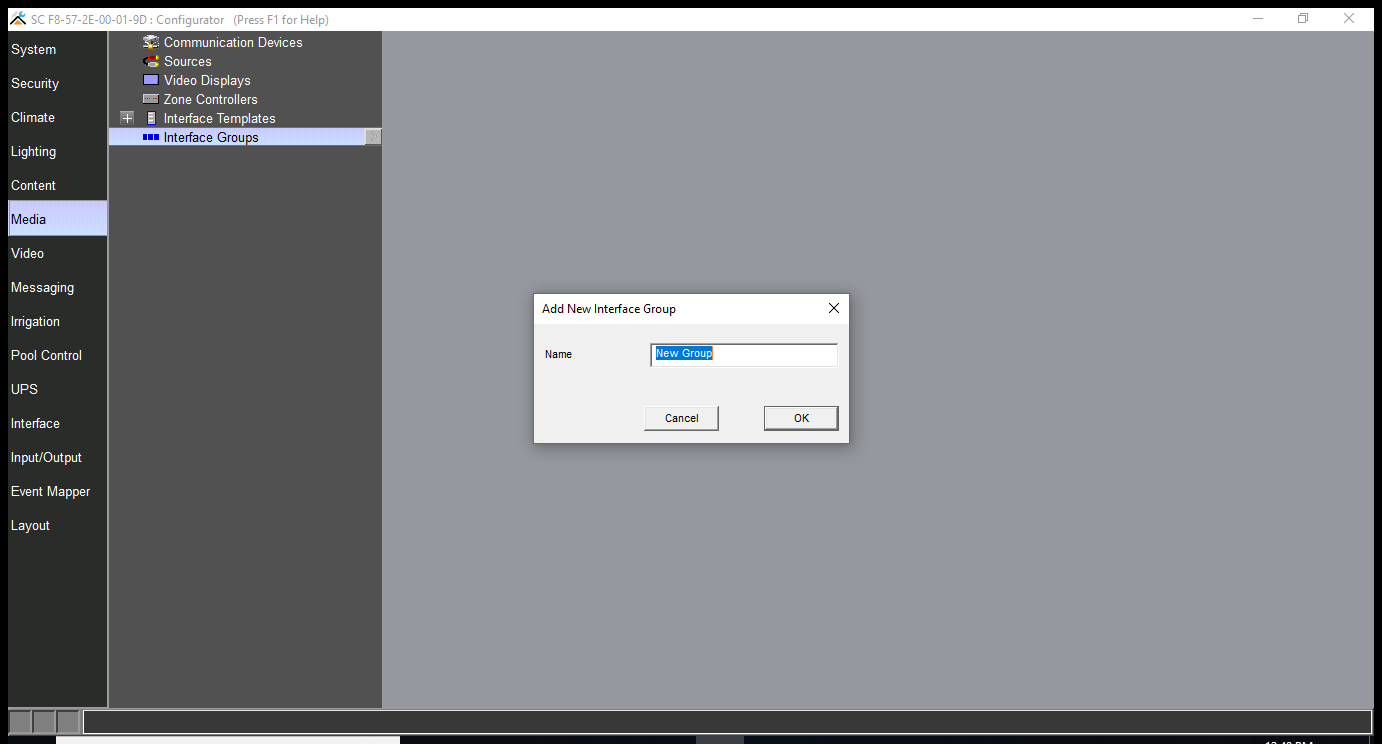 SC F8-57-2E-00-01-9D : Configurator (Press F1 for Help)
System
Security
Climate
Lighting
Content
Media
Video
Messaging
Irrigation
Pool Control
UPS
Interface
Input/Output
Event Mapper
Layout
Communication Devices
Sources
Video Displays
Zone Controllers
Interface Templates
Interface Groups
Add New Interface Group
Name
New Group
Cancel
OK